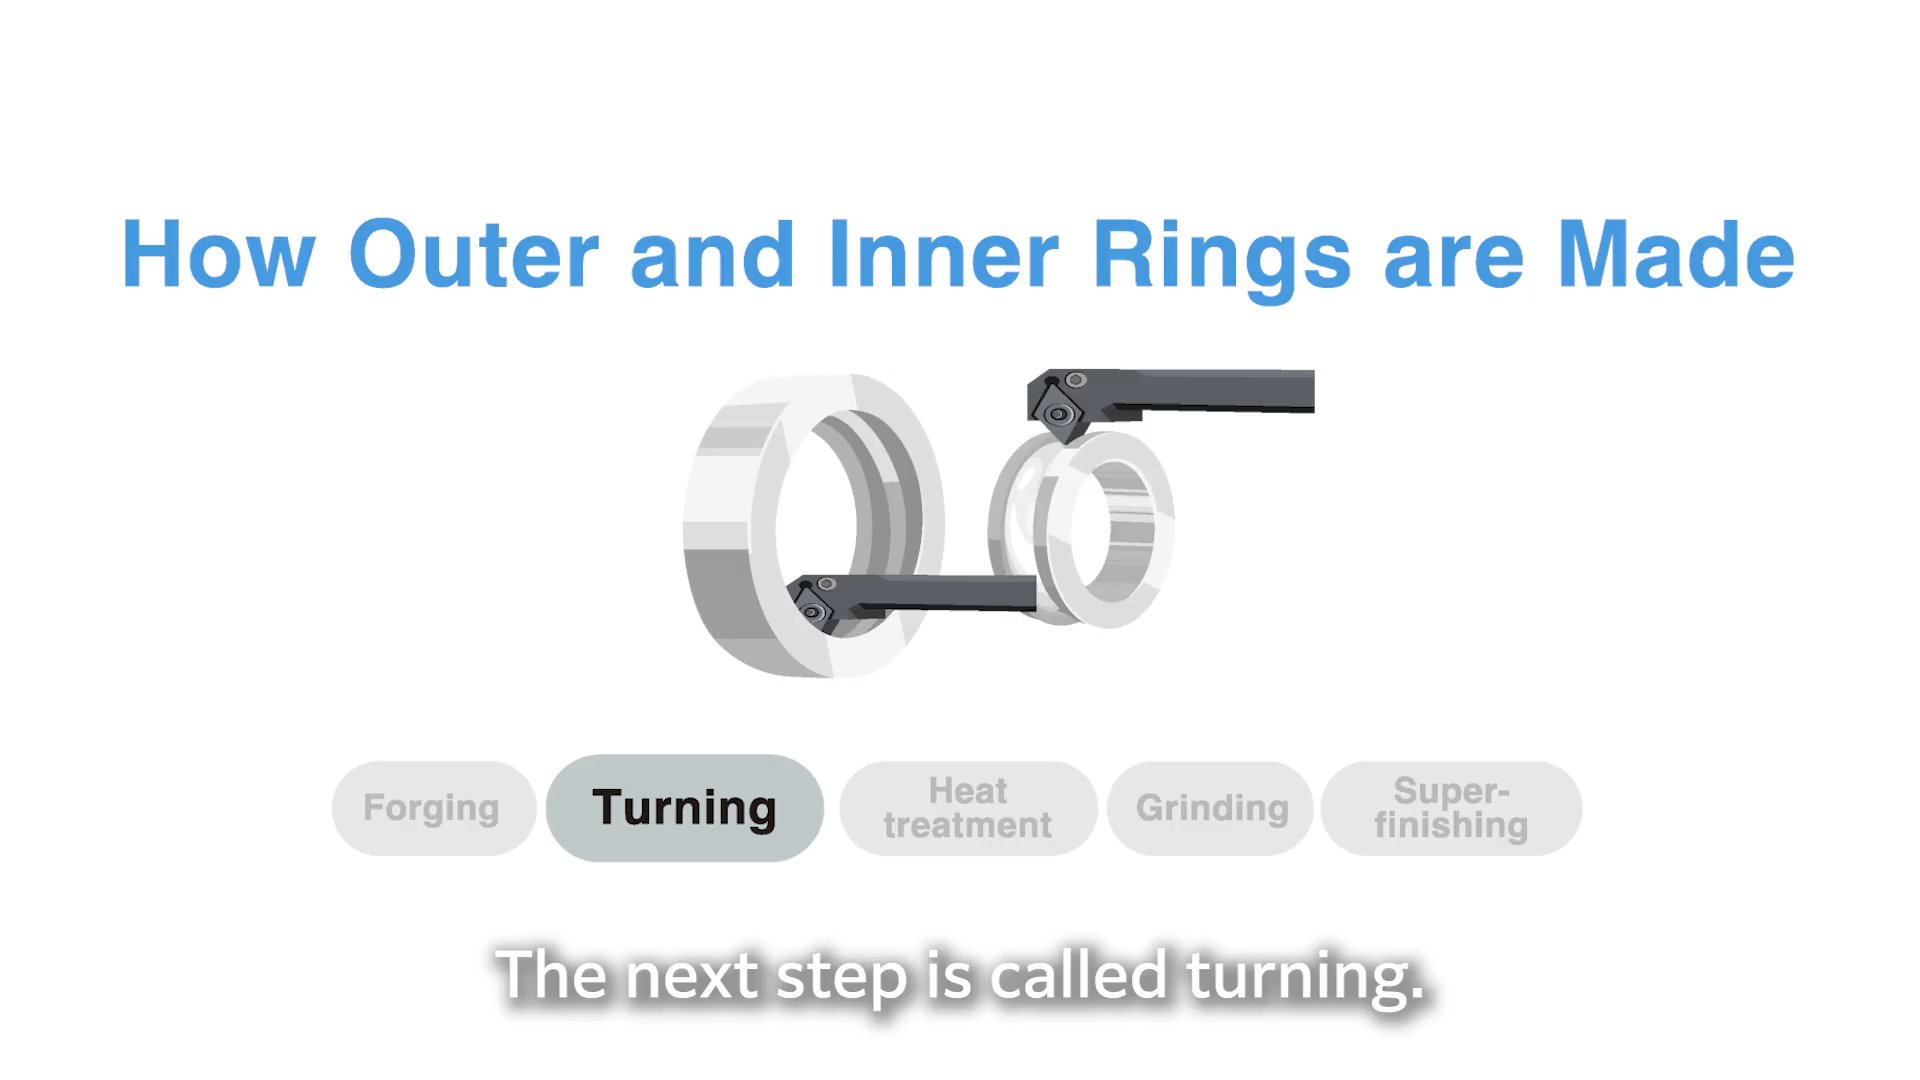 How Outer and Inner Rings are Made
Forging
Turning
Heat
treatment
Grinding
Super-
finishing
The next step is called turning.